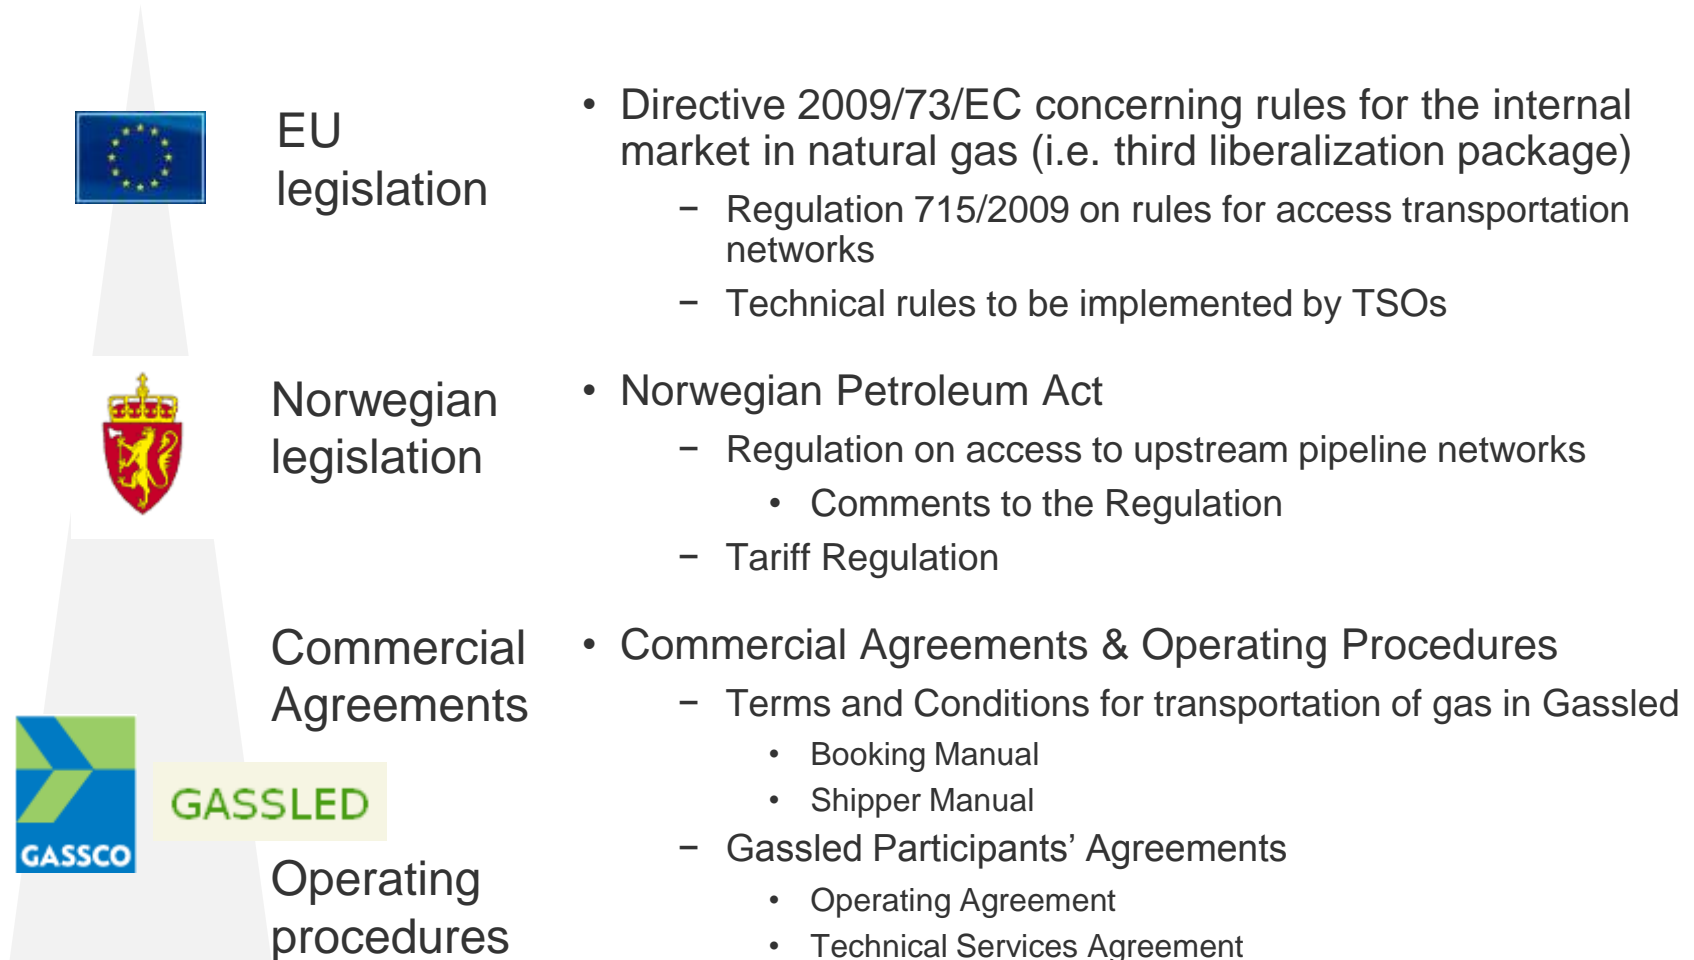 EU
legislation
• Directive 2009/73/EC concerning rules for the internal
market in natural gas (i.e. third liberalization package)
− Regulation 715/2009 on rules for access transportation
networks
− Technical rules to be implemented by TSOs
Norwegian
legislation
• Norwegian Petroleum Act
− Regulation on access to upstream pipeline networks
• Comments to the Regulation
− Tariff Regulation
Commercial
Agreements
• Commercial Agreements & Operating Procedures
− Terms and Conditions for transportation of gas in Gassled
• Booking Manual
• Shipper Manual
− Gassled Participants’ Agreements
• Operating Agreement
• Technical Services Agreement
GASSCO
GASSLED
Operating
procedures